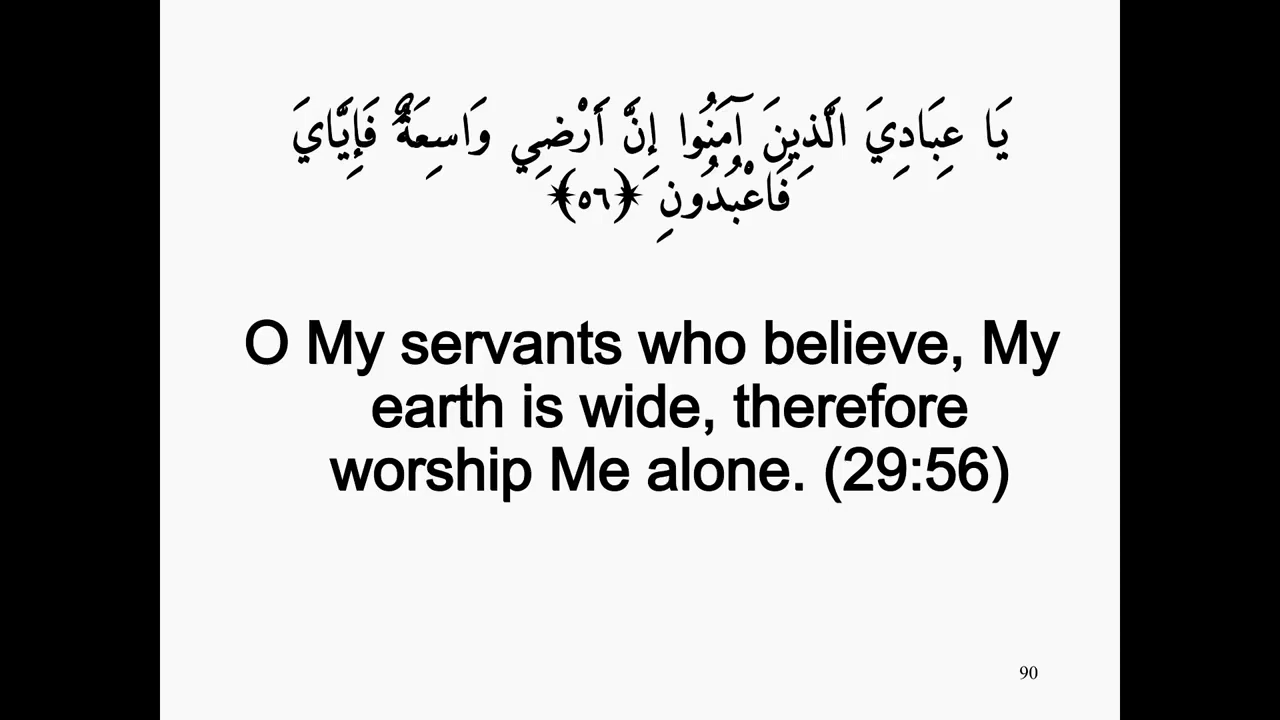 يَا عِبَادِيَ الَّذِينَ آمَنُوا إِنَّ أَرْضِي وَاسِعَةٌ فَإِيَّايَ
فَاعْبُدُونِ ﴿٥٦﴾
O My servants who believe, My
earth is wide, therefore
worship Me alone. (29:56)
90